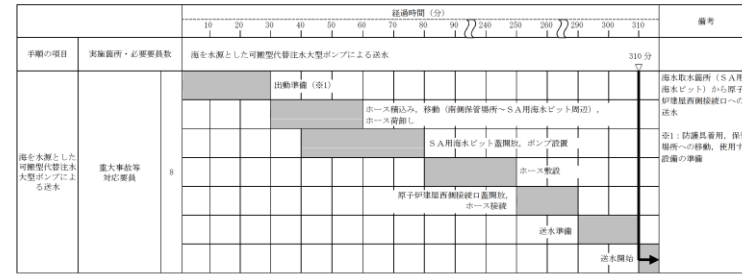 経過時間（分）
備考
10 20 30 40 50 60 70 80 90 240 260 290 300 310
手順の項目
実施箇所・必要要員数
海を水源とした可搬型代替注水大型ポンプによる送水
310 分
海を水源とした
可搬型代替注水
大型ポンプによ
る送水
重大事故等
対応要員
8
出動準備（※1）
ホース積込み，移動（南側保管場所～ＳＡ用海水ピット周辺），
ホース荷卸し
ＳＡ用海水ピット蓋開放，ポンプ設置
ホース敷設
原子炉建屋西側接続口蓋開放，
ホース接続
送水準備
送水開始
海水取水箇所（ＳＡ用
海水ピット）から原子
炉建屋西側接続口への
送水
※1：防護具着用，保管
場所への移動，使用す
設備の準備